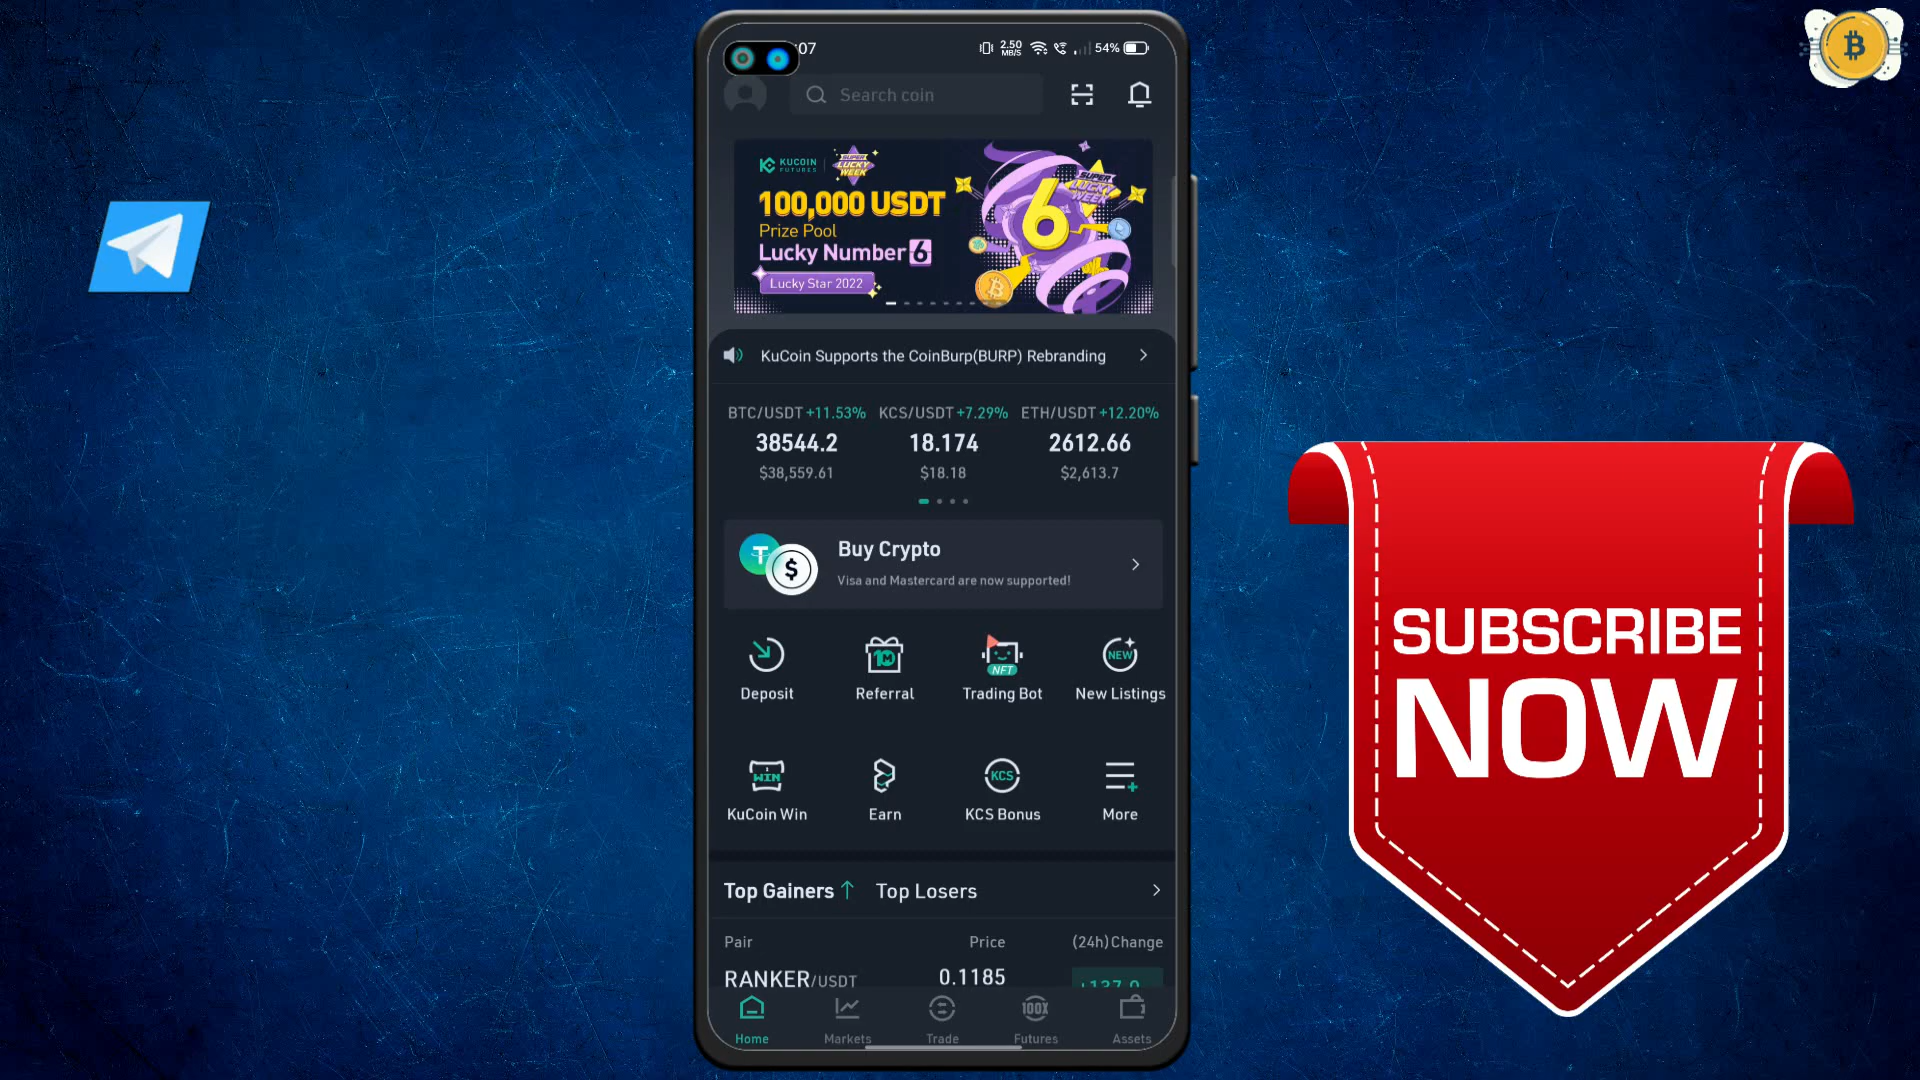 :07 2.50 MB/S 54%
Search coin
KUCOIN FUTURES SUPER LUCKY WEEK
100,000 USDT
Prize Pool
Lucky Number 6
Lucky Star 2022
6 SUPER LUCKY WEEK
KuCoin Supports the CoinBurp(BURP) Rebranding
BTC/USDT +11.53% KCS/USDT +7.29% ETH/USDT +12.20%
38544.2 18.174 2612.66
$38,559.61 $18.18 $2,613.7
Buy Crypto
Visa and Mastercard are now supported!
10M NFT NEW
Deposit Referral Trading Bot New Listings
WIN KCS
KuCoin Win Earn KCS Bonus More
Top Gainers Top Losers
Pair Price (24h) Change
RANKER/USDT 0.1185
100X
Home Markets Trade Futures Assets
SUBSCRIBE
NOW